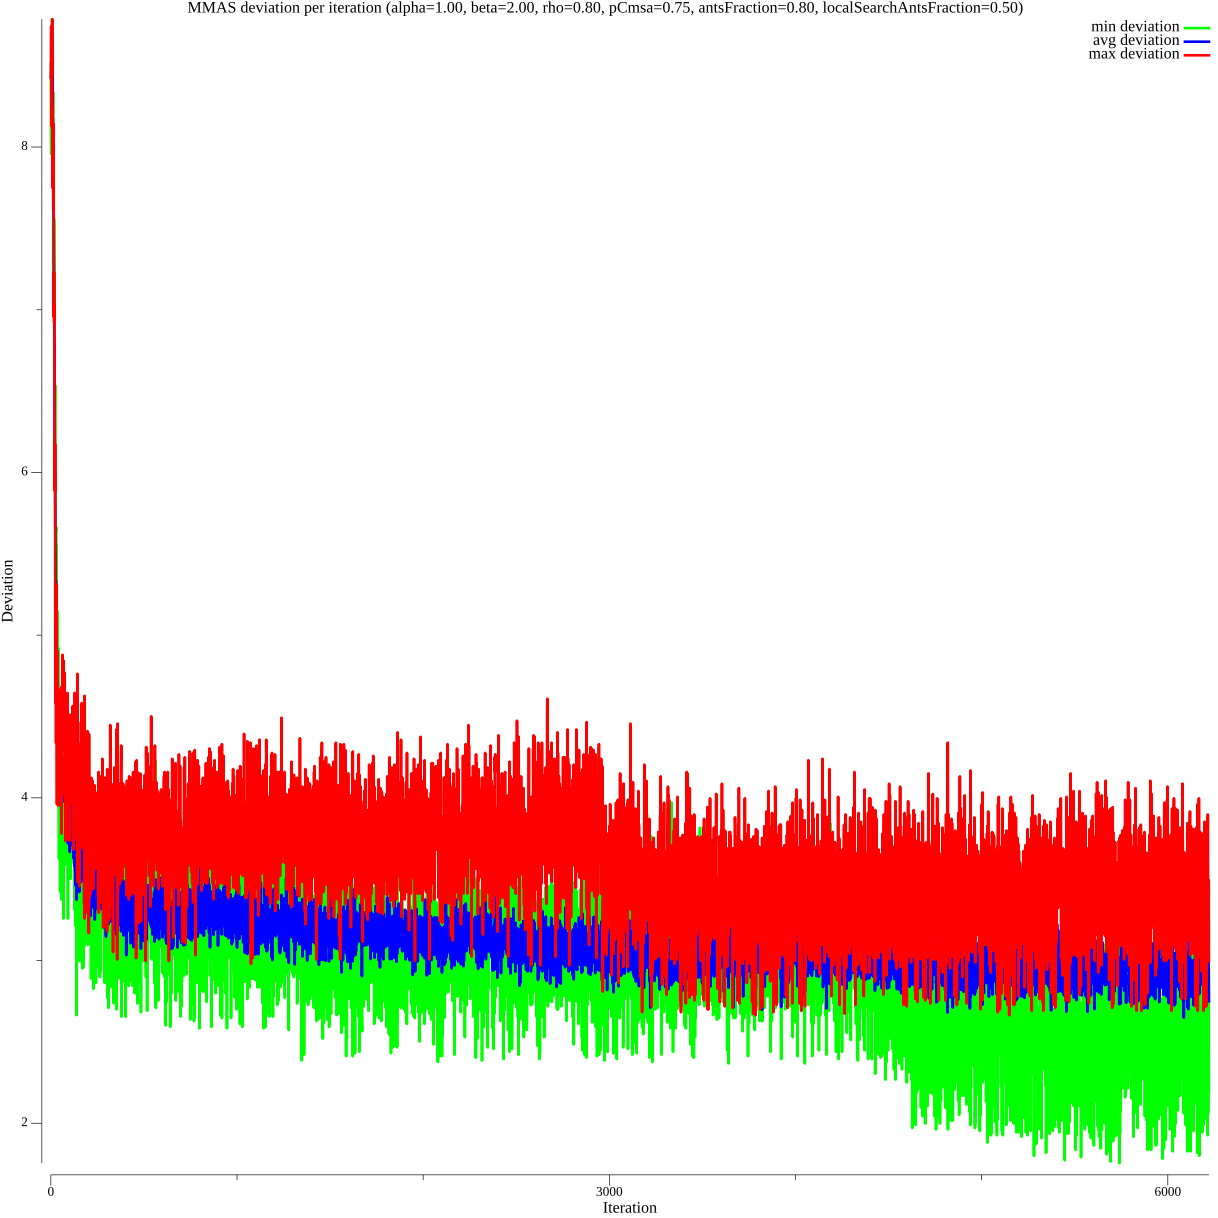 MMAS deviation per iteration (alpha=1.00, beta=2.00, rho=0.80, pCmsa=0.75, antsFraction=0.80, localSearchAntsFraction=0.50)
min deviation
avg deviation
max deviation
8
6
4
2
Deviation
0
3000
6000
Iteration